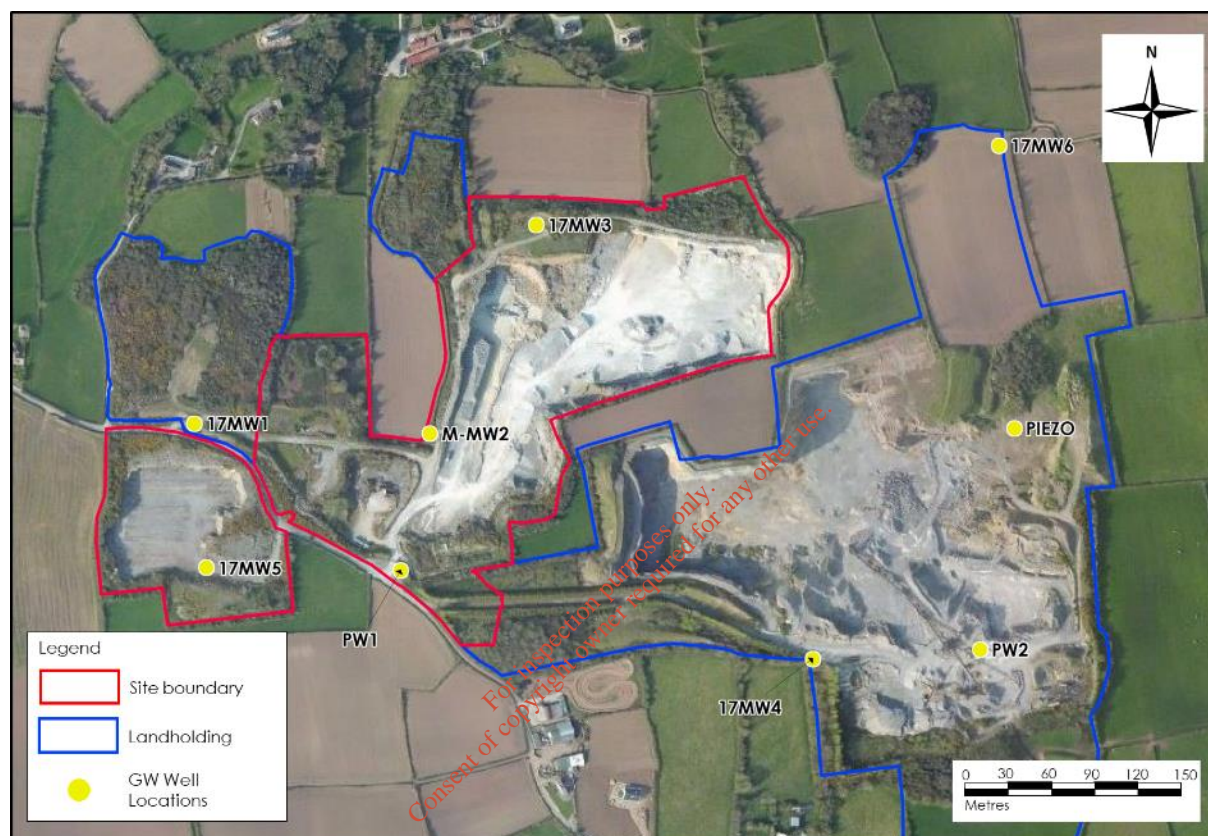 N
17MW6
17MW3
17MW1
M-MW2
PIEZO
17MW5
PW1
PW2
17MW4
For inspection purposes only.
Consent of copyright owner required for any other use.
Legend
Site boundary
Landholding
GW Well
Locations
0 30 60 90 120 150
Metres